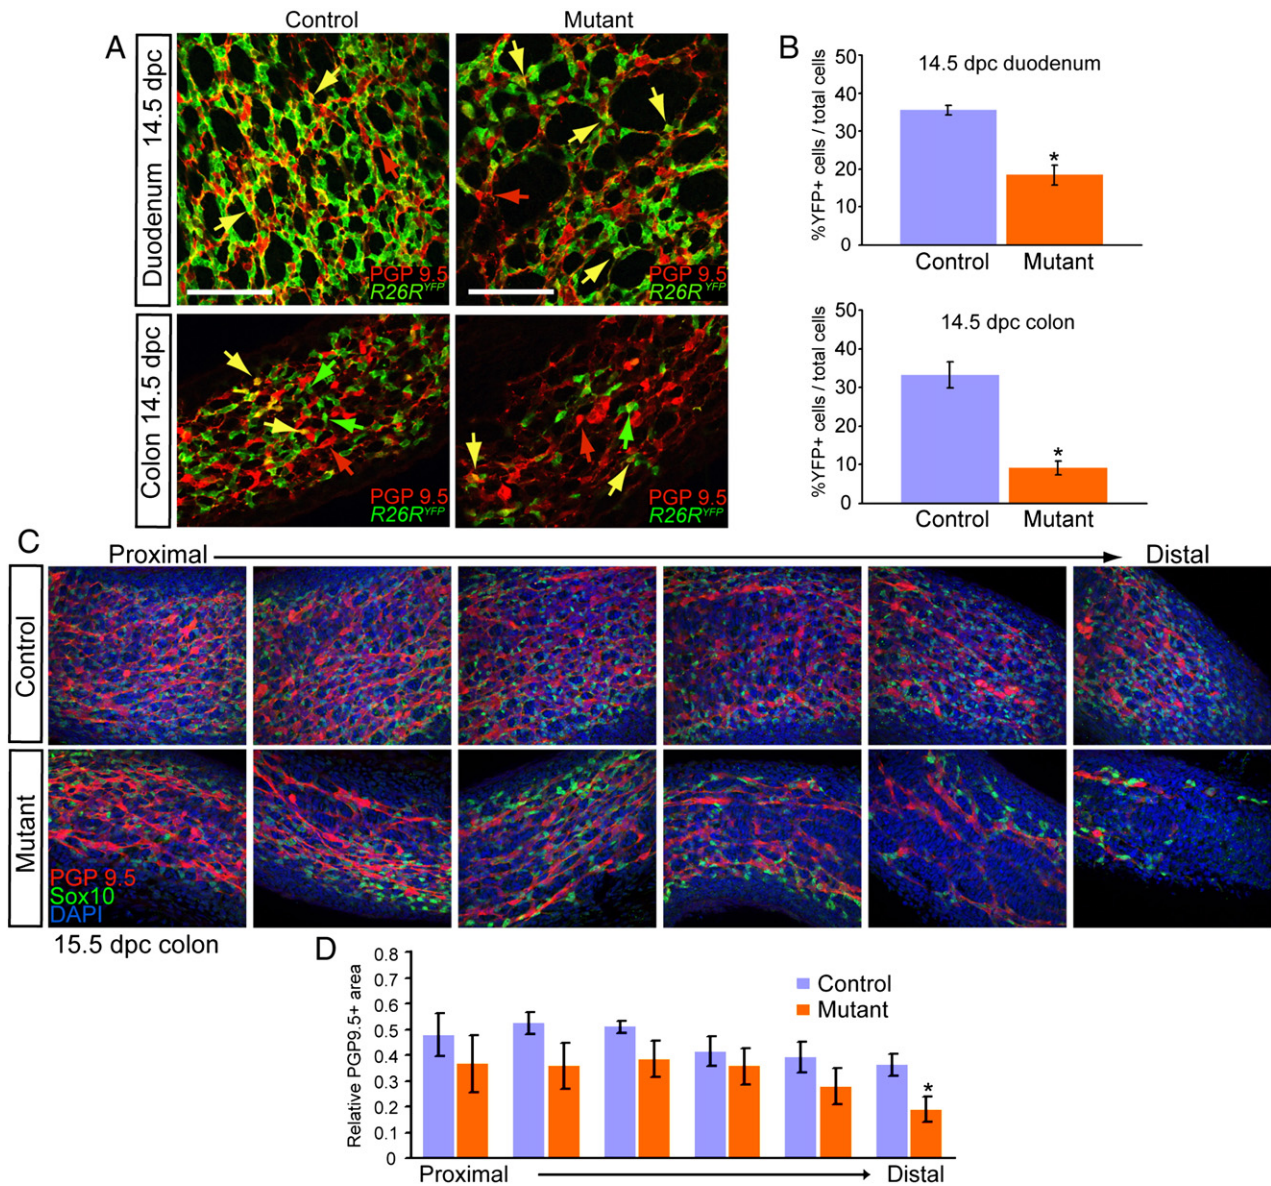 A
Control
Mutant
Duodenum 14.5 dpc
PGP 9.5
R26R^YFP
PGP 9.5
R26R^YFP
Colon 14.5 dpc
PGP 9.5
R26R^YFP
PGP 9.5
R26R^YFP
B
14.5 dpc duodenum
%YFP+ cells / total cells
50
40
30
20
10
0
*
Control
Mutant
14.5 dpc colon
%YFP+ cells / total cells
50
40
30
20
10
0
*
Control
Mutant
C
Proximal
Distal
Control
Mutant
PGP 9.5
Sox10
DAPI
15.5 dpc colon
D
Relative PGP9.5+ area
0.8
0.7
0.6
0.5
0.4
0.3
0.2
0.1
0
Control
Mutant
*
Proximal
Distal